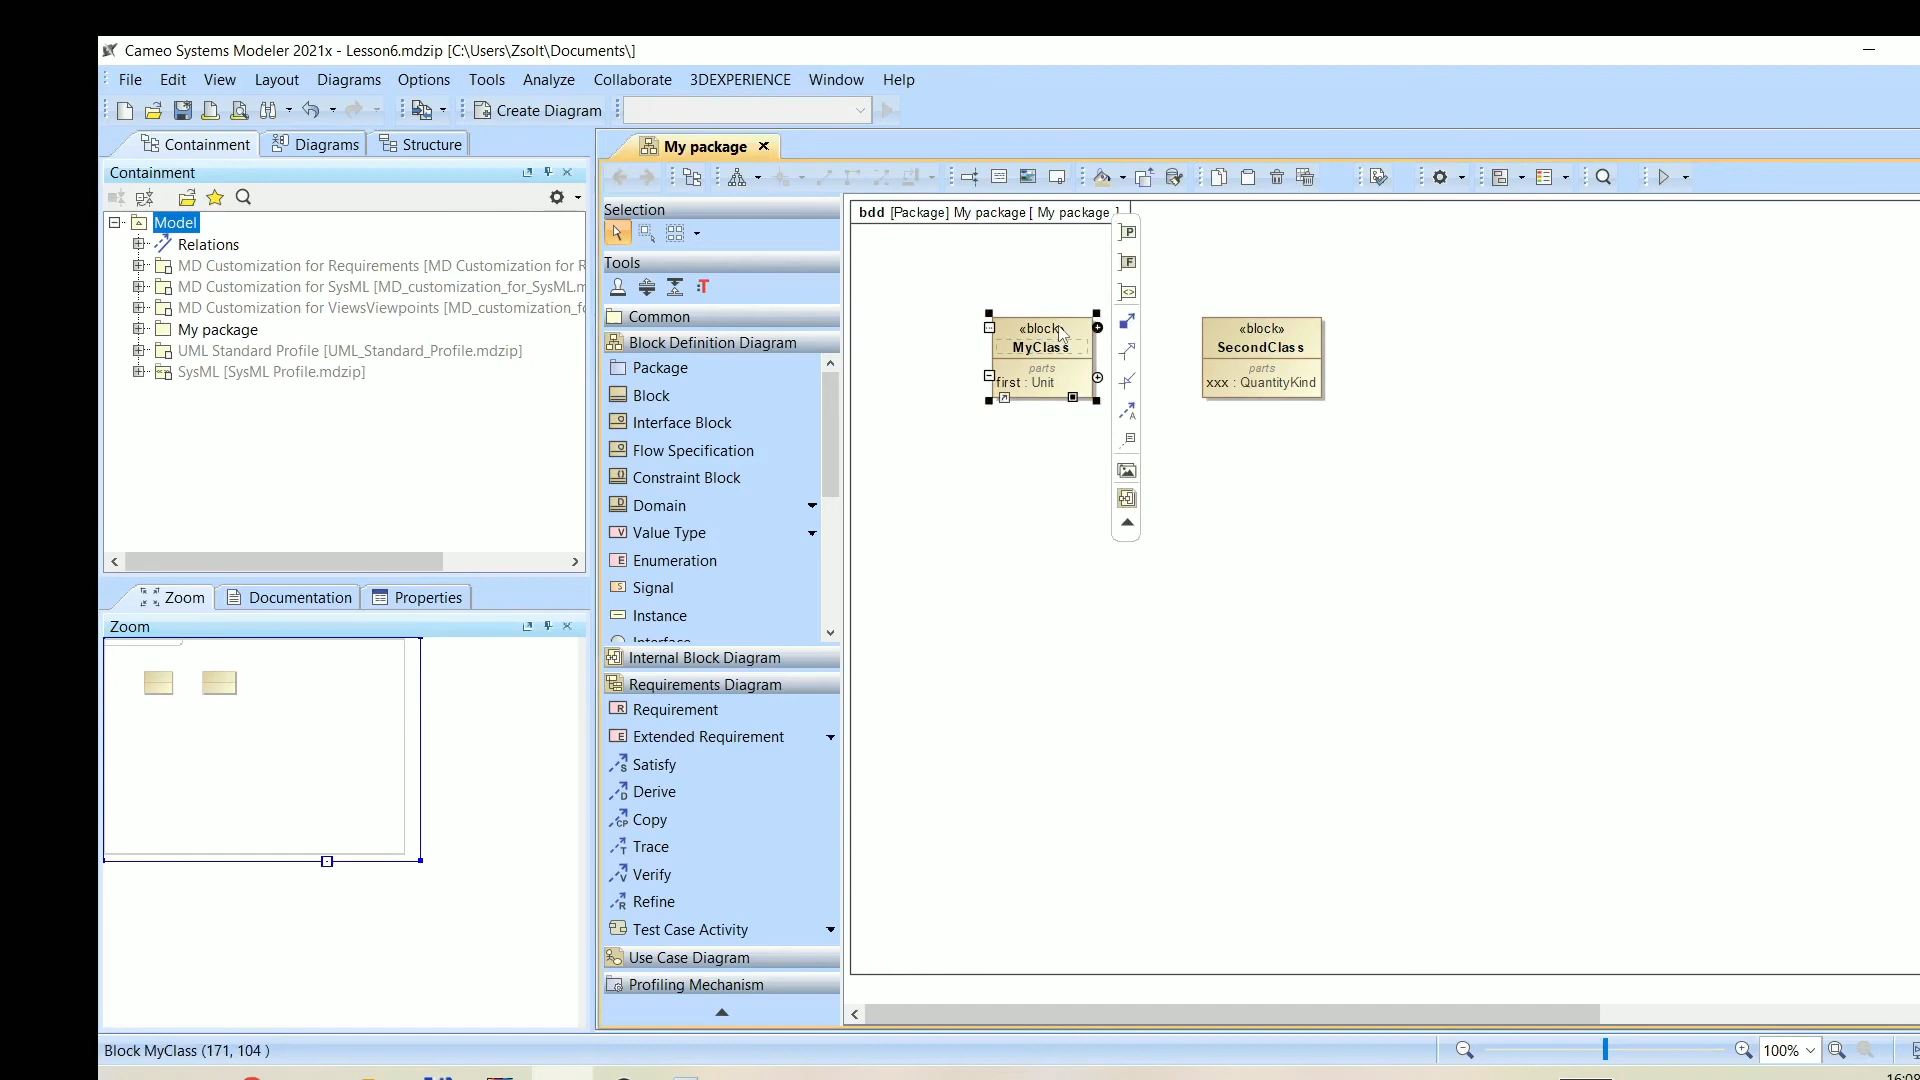 Cameo Systems Modeler 2021x - Lesson6.mdzip [C:\Users\Zsolt\Documents\]
File Edit View Layout Diagrams Options Tools Analyze Collaborate 3DEXPERIENCE Window Help
Create Diagram
Containment Diagrams Structure
Containment
Model
Relations
MD Customization for Requirements [MD Customization for R
MD Customization for SysML [MD_customization_for_SysML.m
MD Customization for ViewsViewpoints [MD_customization_fo
My package
UML Standard Profile [UML_Standard_Profile.mdzip]
SysML [SysML Profile.mdzip]
Zoom Documentation Properties
Zoom
My package
Selection
Tools
Common
Block Definition Diagram
Package
Block
Interface Block
Flow Specification
Constraint Block
Domain
Value Type
Enumeration
Signal
Instance
Interface
Internal Block Diagram
Requirements Diagram
Requirement
Extended Requirement
Satisfy
Derive
Copy
Trace
Verify
Refine
Test Case Activity
Use Case Diagram
Profiling Mechanism
bdd [Package] My package [ My package ]
«block»
MyClass
parts
first : Unit
«block»
SecondClass
parts
xxx : QuantityKind
Block MyClass (171, 104 )
100%